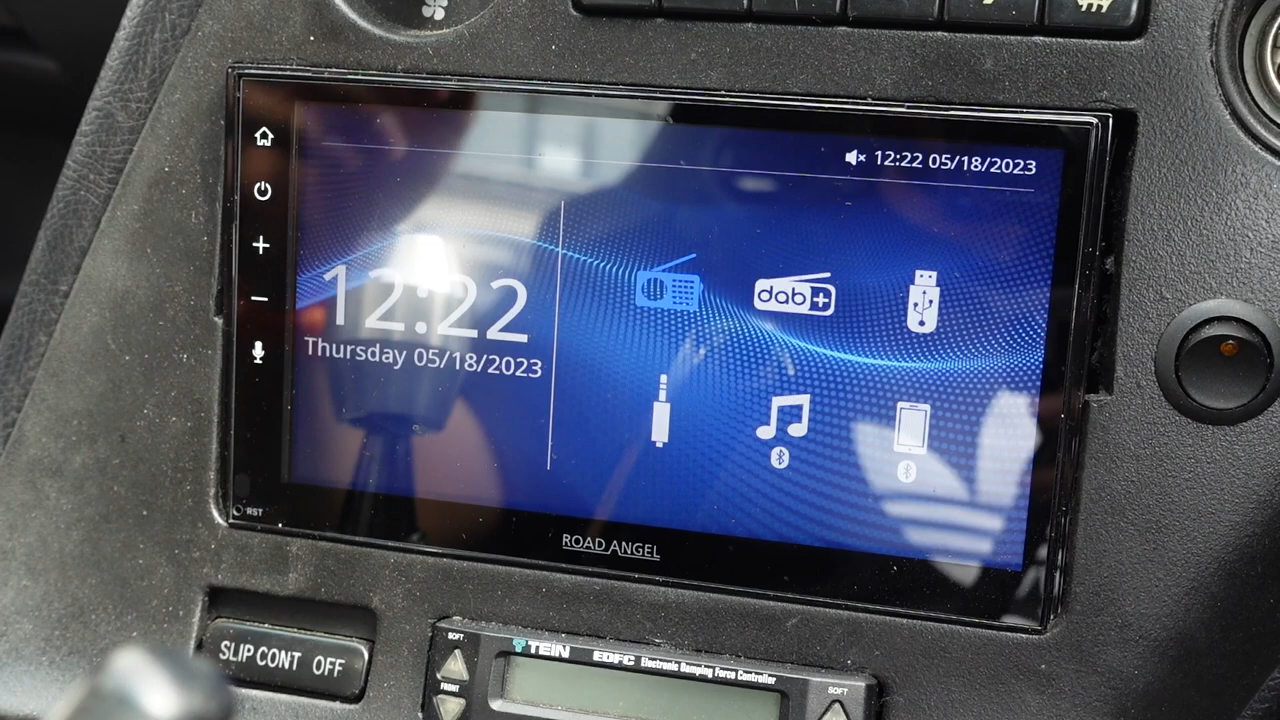 12:22 05/18/2023
12:22
Thursday 05/18/2023
dab+
RST
ROAD ANGEL
SLIP CONT OFF
SOFT
FRONT
TEIN EDFC Electronic Damping Force Controller
SOFT